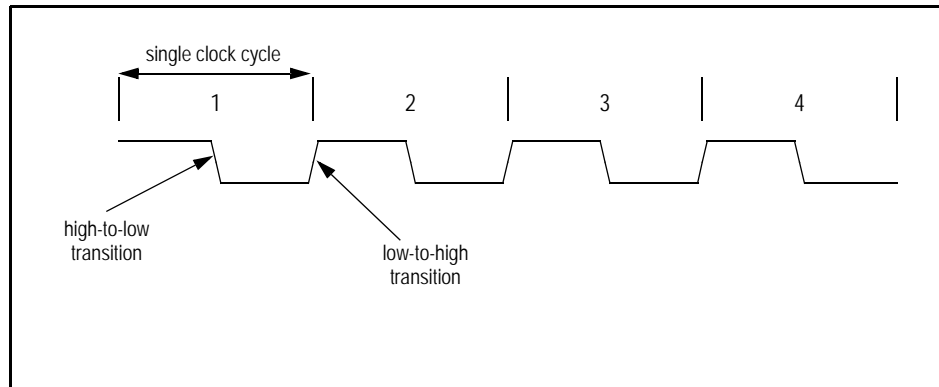 single clock cycle
1 2 3 4
high-to-low
transition
low-to-high
transition